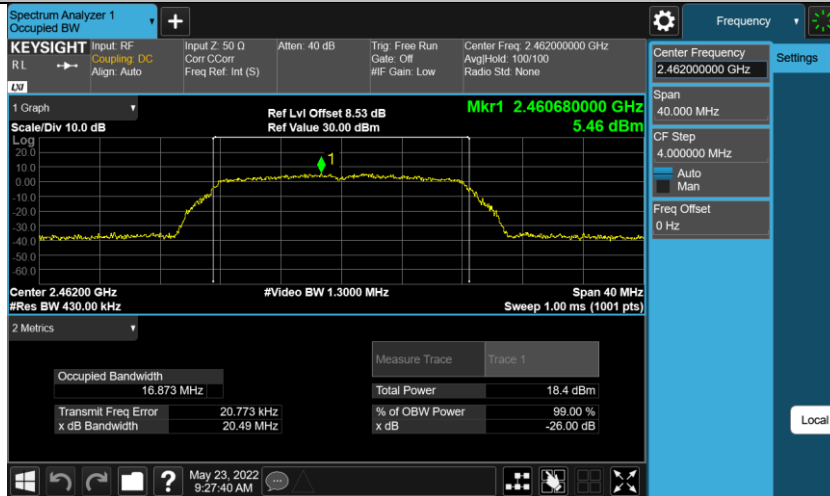 Spectrum Analyzer 1
Occupied BW
+
Frequency
KEYSIGHT
RL
LXI
Input: RF
Coupling: DC
Align: Auto
Input Z: 50 Ω
Corr CCorr
Freq Ref: Int (S)
Atten: 40 dB
Trig: Free Run
Gate: Off
#IF Gain: Low
Center Freq: 2.462000000 GHz
Avg|Hold: 100/100
Radio Std: None
Center Frequency
2.462000000 GHz
Settings
Span
40.000 MHz
CF Step
4.000000 MHz
Auto
Man
Freq Offset
0 Hz
Local
1 Graph
Scale/Div 10.0 dB
Ref Lvl Offset 8.53 dB
Ref Value 30.00 dBm
Mkr1 2.460680000 GHz
5.46 dBm
Log
20.0
10.0
0.00
-10.0
-20.0
-30.0
-40.0
-50.0
-60.0
1
Center 2.46200 GHz
#Video BW 1.3000 MHz
Span 40 MHz
#Res BW 430.00 kHz
Sweep 1.00 ms (1001 pts)
2 Metrics
Measure Trace Trace 1
Occupied Bandwidth
16.873 MHz
Total Power 18.4 dBm
Transmit Freq Error 20.773 kHz
% of OBW Power 99.00 %
x dB Bandwidth 20.49 MHz
x dB -26.00 dB
?
May 23, 2022
9:27:40 AM